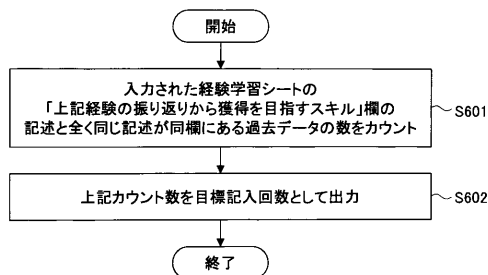 開始
入力された経験学習シートの
「上記経験の振り返りから獲得を目指すスキル」欄の
記述と全く同じ記述が同欄にある過去データの数をカウント
S601
上記カウント数を目標記入回数として出力
S602
終了